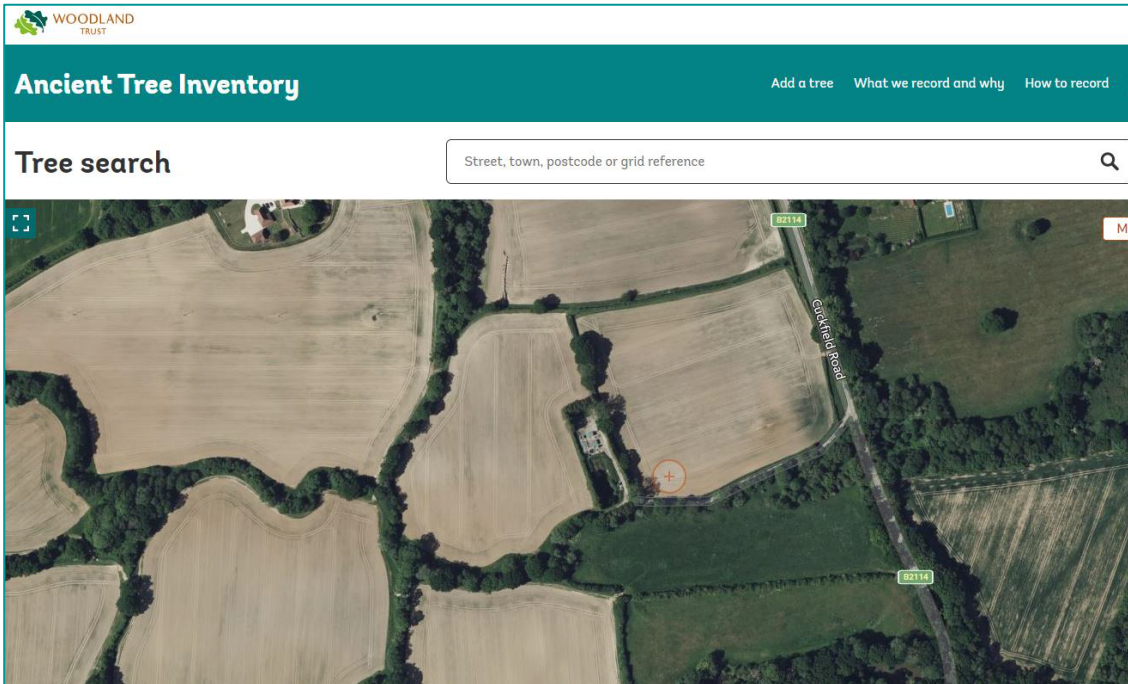 WOODLAND
TRUST
Ancient Tree Inventory
Add a tree What we record and why How to record
Tree search
Street, town, postcode or grid reference
B2114
M
Cuckfield Road
B2114